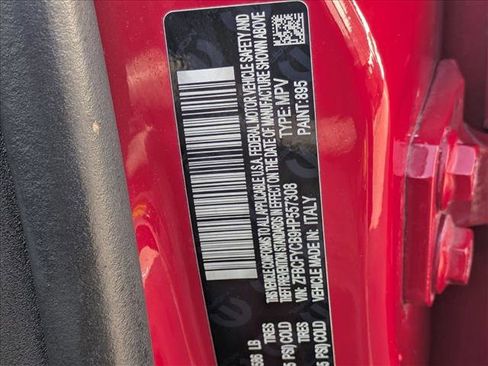 THIS VEHICLE CONFORMS TO ALL APPLICABLE U.S.A. FEDERAL MOTOR VEHICLE SAFETY AND
THEFT PREVENTION STANDARDS IN EFFECT ON THE DATE OF MANUFACTURE SHOWN ABOVE
VIN: ZFBCFYCB9HP557308 TYPE: MPV
MADE IN: ITALY PAINT: 895
LB
TIRES
PSI) COLD
TIRES
PSI) COLD